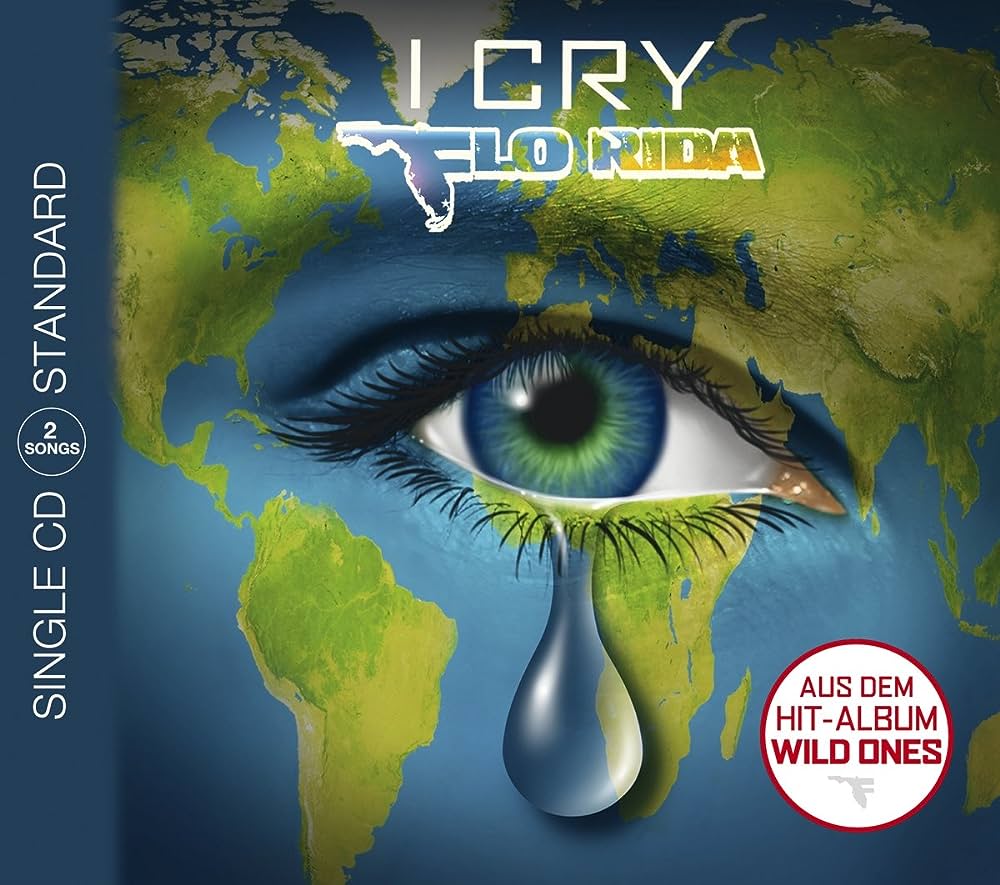 I CRY
FLO RIDA
SINGLE CD 2 SONGS STANDARD
AUS DEM
HIT-ALBUM
WILD ONES